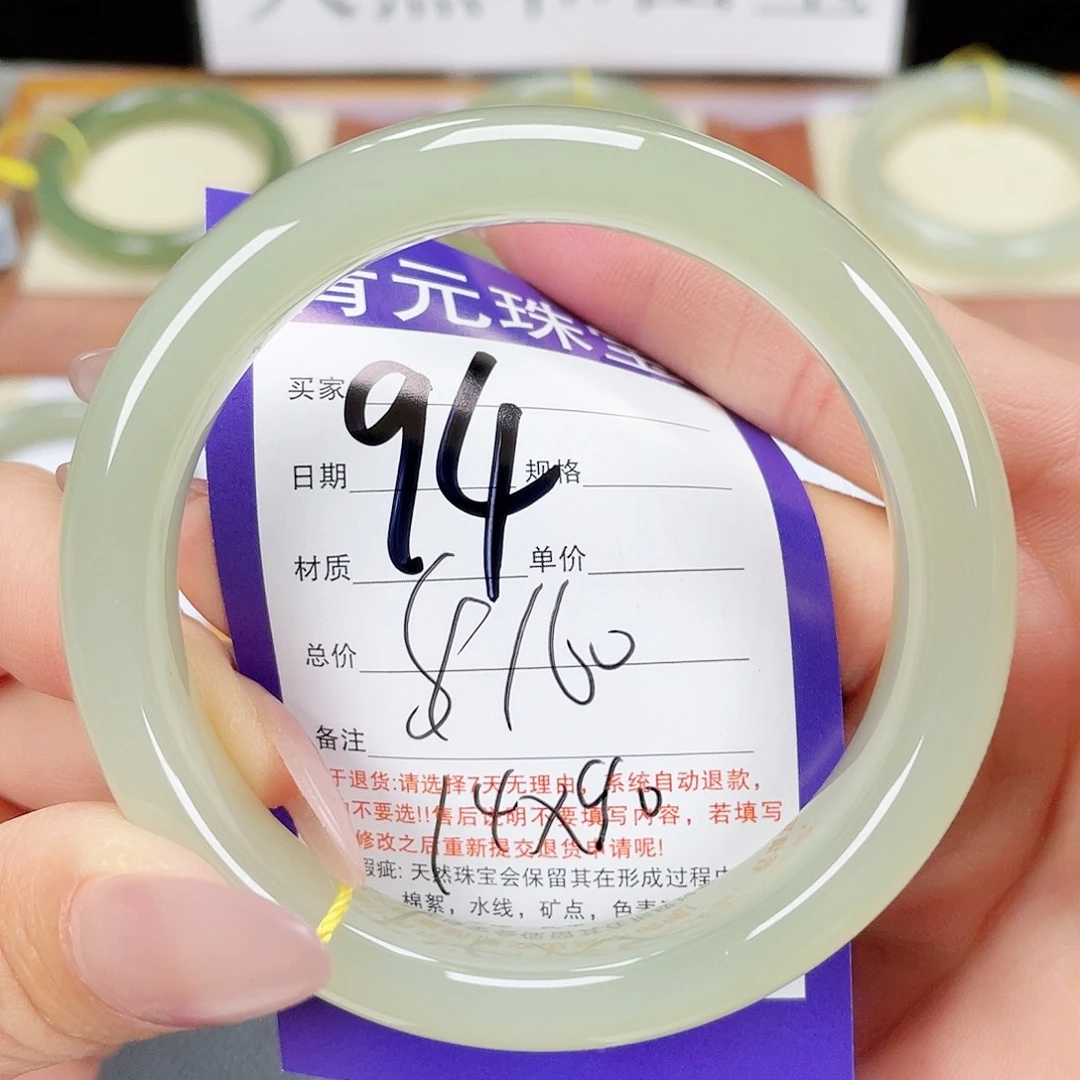 元珠宝
买家 94
日期 规格
材质 单价
总价 8160
备注
14x90
于退货:请选择7天无理由,系统自动退款,
不要选!!售后说明不要填写内容,若填写
修改之后重新提交退货申请呢!
瑕疵: 天然珠宝会保留其在形成过程
棉絮,水线,矿点,色